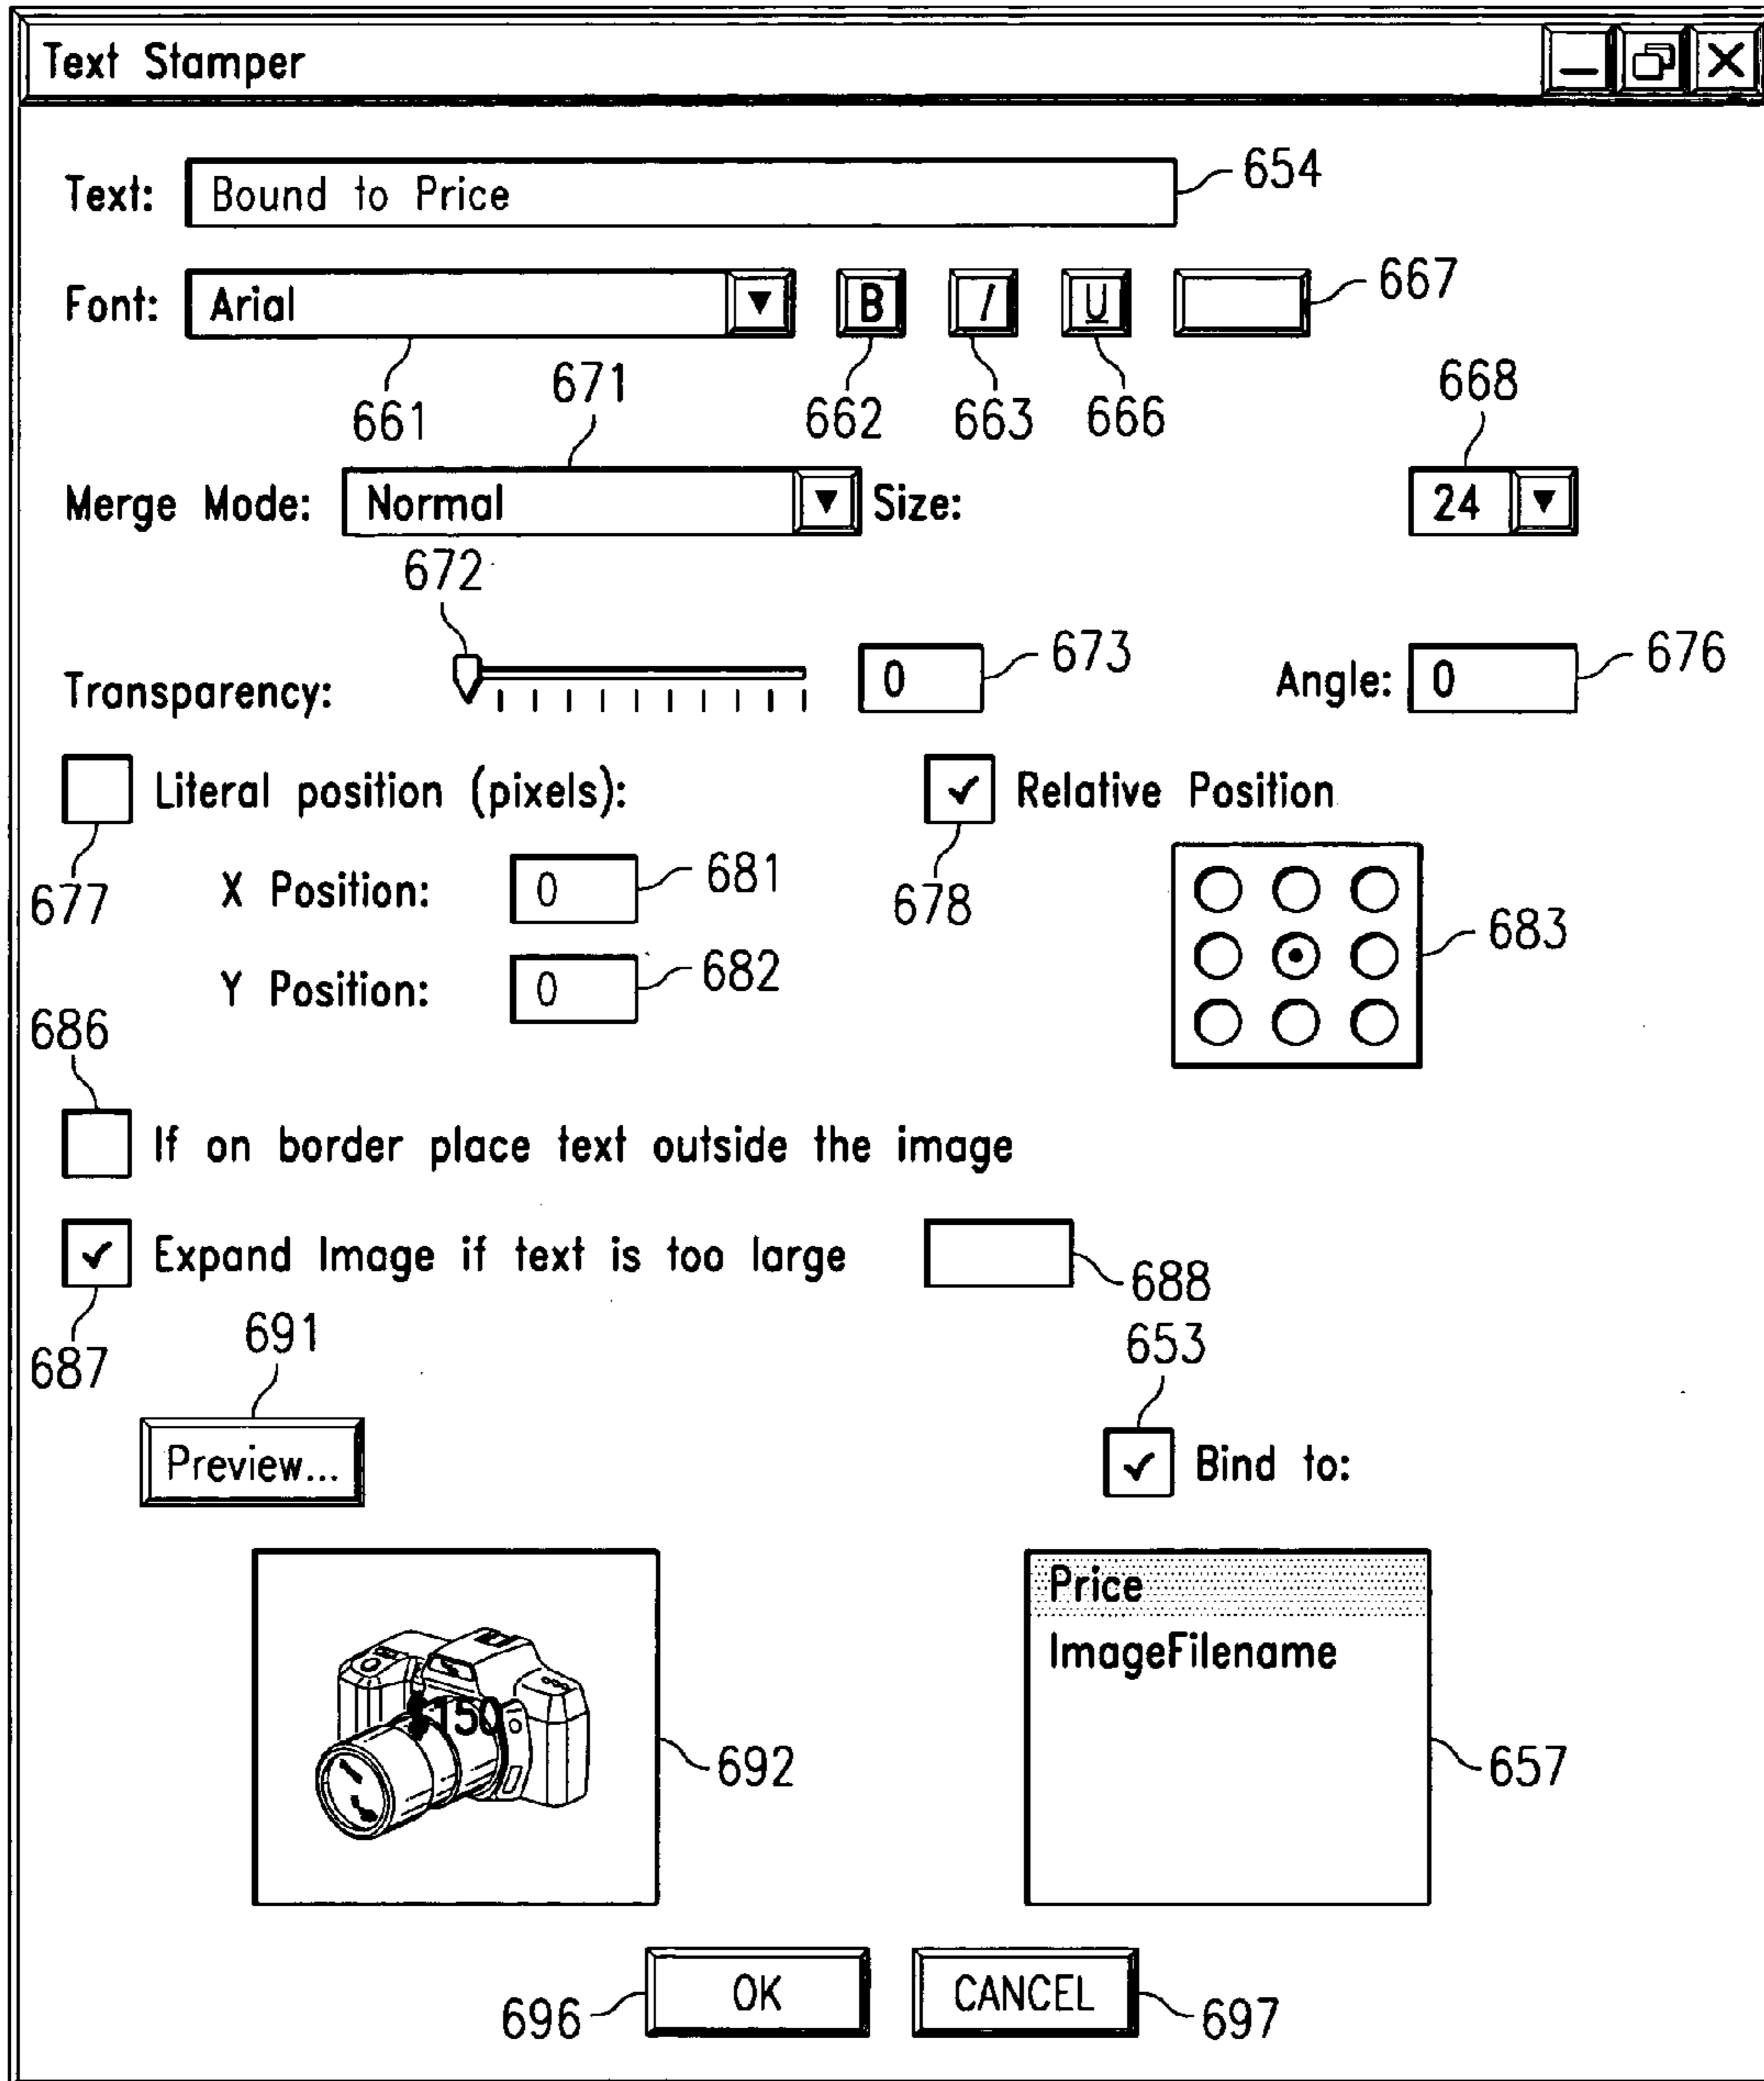 Text Stamper
Text: Bound to Price 654
Font: Arial B I U 667
661 671 662 663 666 668
Merge Mode: Normal Size: 24
672
Transparency: 0 673 Angle: 0 676
Literal position (pixels): Relative Position
677 X Position: 0 681 678 683
Y Position: 0 682
686
If on border place text outside the image
Expand Image if text is too large 688
687 691 653
Preview... Bind to:
Price
ImageFilename
150
692 657
696 OK CANCEL 697